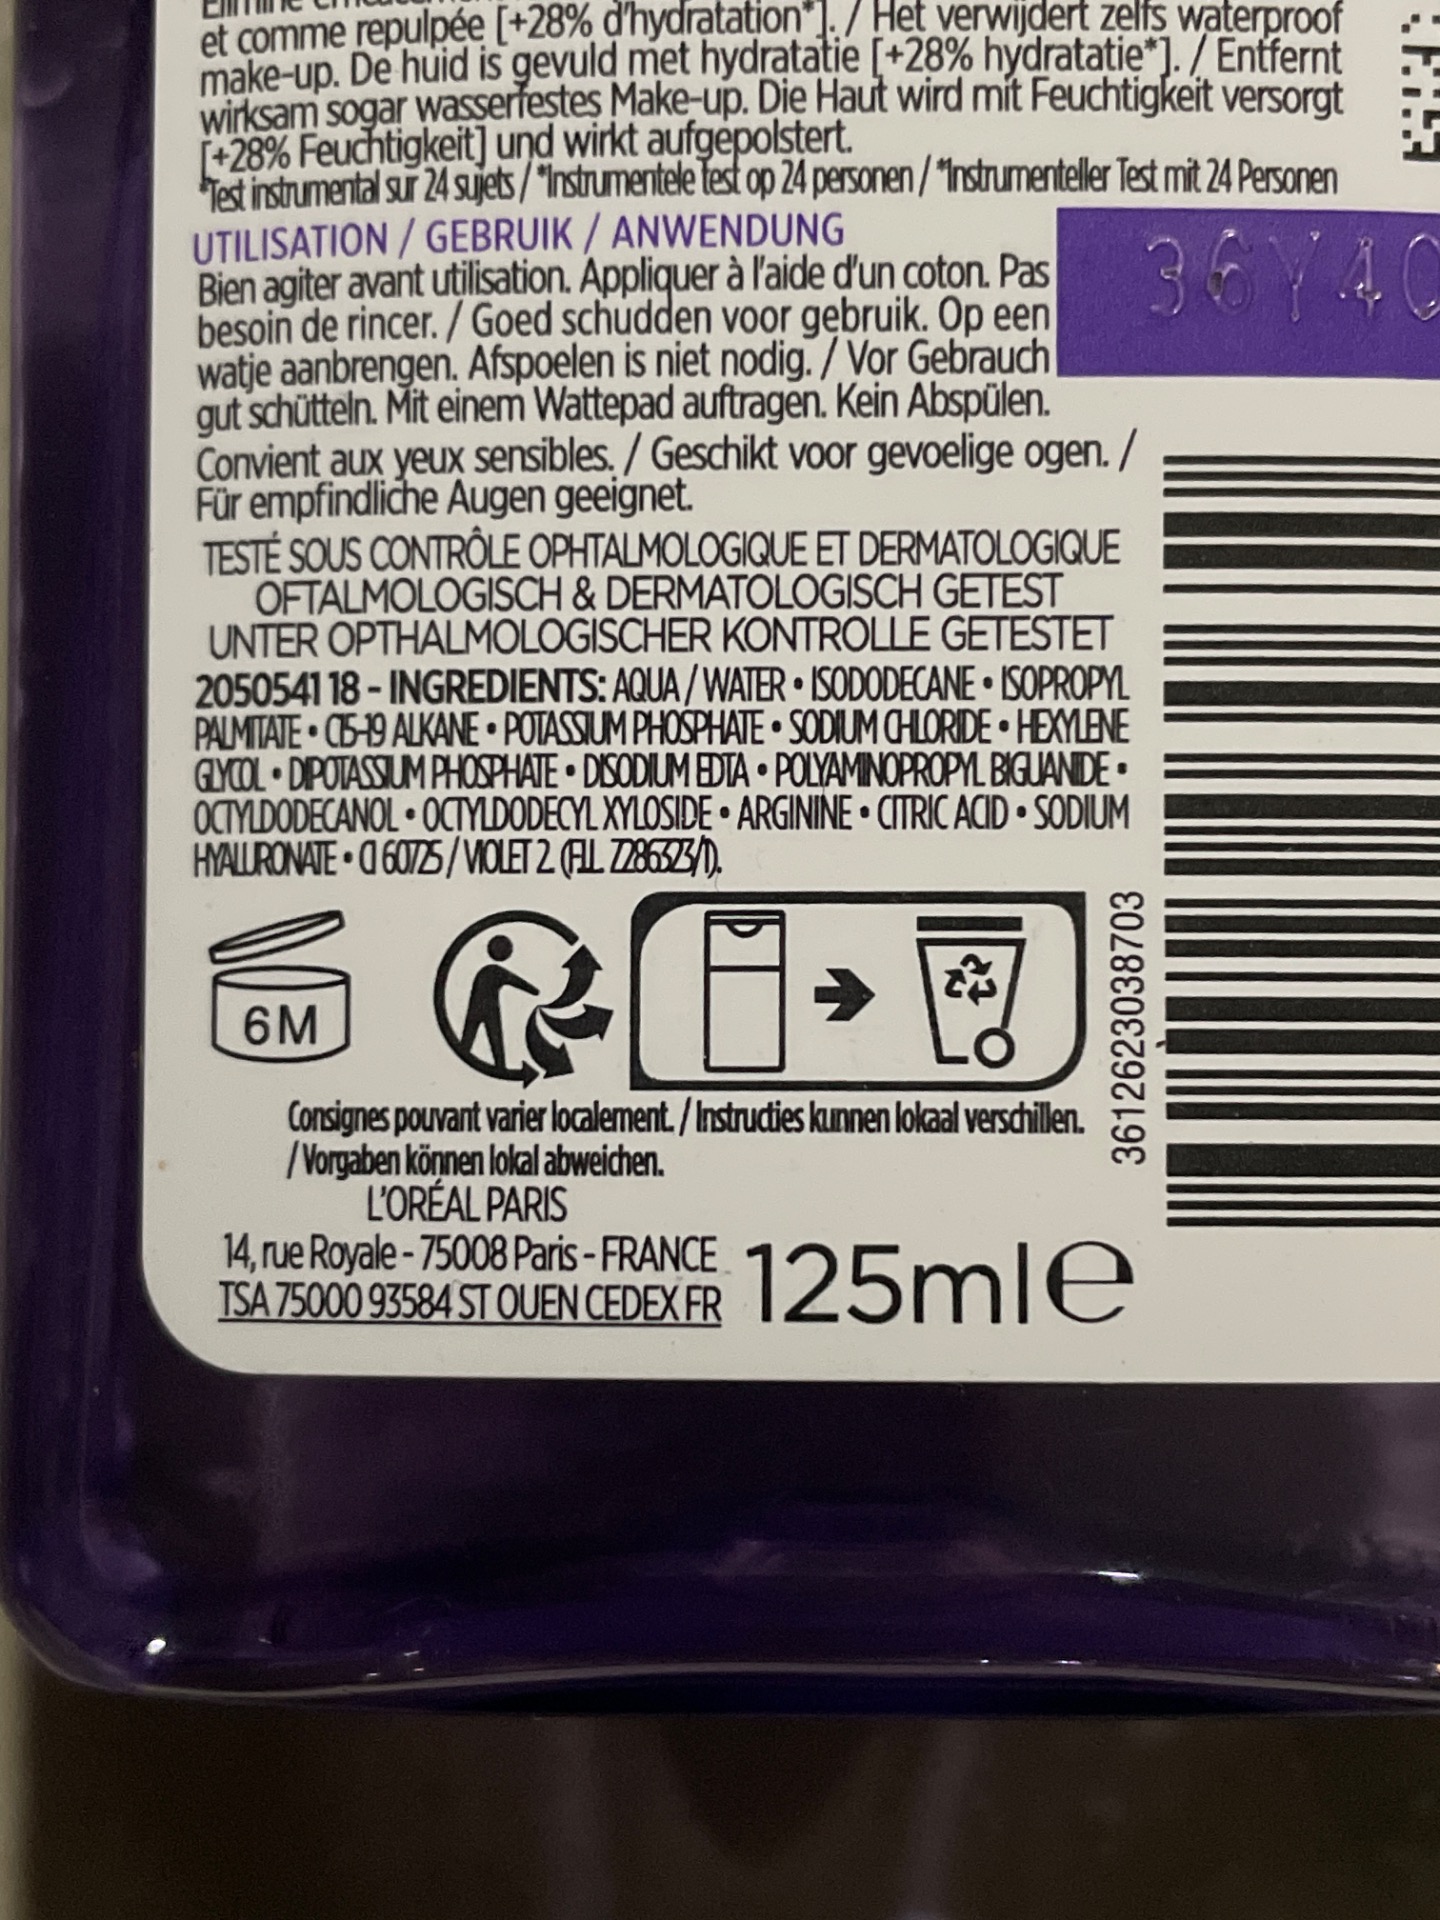 et comme repulpée [+28% d'hydratation*]. / Het verwijdert zelfs waterproof
make-up. De huid is gevuld met hydratatie [+28% hydratatie*]. / Entfernt
wirksam sogar wasserfestes Make-up. Die Haut wird mit Feuchtigkeit versorgt
[+28% Feuchtigkeit] und wirkt aufgepolstert.
*Test instrumental sur 24 sujets / *Instrumentele test op 24 personen / *Instrumenteller Test mit 24 Personen
UTILISATION / GEBRUIK / ANWENDUNG
Bien agiter avant utilisation. Appliquer à l'aide d'un coton. Pas
besoin de rincer. / Goed schudden voor gebruik. Op een
watje aanbrengen. Afspoelen is niet nodig. / Vor Gebrauch
gut schütteln. Mit einem Wattepad auftragen. Kein Abspülen.
36Y40
Convient aux yeux sensibles. / Geschikt voor gevoelige ogen. /
Für empfindliche Augen geeignet.
TESTÉ SOUS CONTRÔLE OPHTALMOLOGIQUE ET DERMATOLOGIQUE
OFTALMOLOGISCH & DERMATOLOGISCH GETEST
UNTER OPTHALMOLOGISCHER KONTROLLE GETESTET
2050541 18 - INGREDIENTS: AQUA / WATER • ISODODECANE • ISOPROPYL
PALMITATE • C15-19 ALKANE • POTASSIUM PHOSPHATE • SODIUM CHLORIDE • HEXYLENE
GLYCOL • DIPOTASSIUM PHOSPHATE • DISODIUM EDTA • POLYAMINOPROPYL BIGUANIDE •
OCTYLDODECANOL • OCTYLDODECYL XYLOSIDE • ARGININE • CITRIC ACID • SODIUM
HYALURONATE • CI 60725 / VIOLET 2. (F.I.L. Z286323/1).
6M
3612623038703
Consignes pouvant varier localement. / Instructies kunnen lokaal verschillen.
/ Vorgaben können lokal abweichen.
L'ORÉAL PARIS
14, rue Royale - 75008 Paris - FRANCE
TSA 75000 93584 ST OUEN CEDEX FR
125ml e